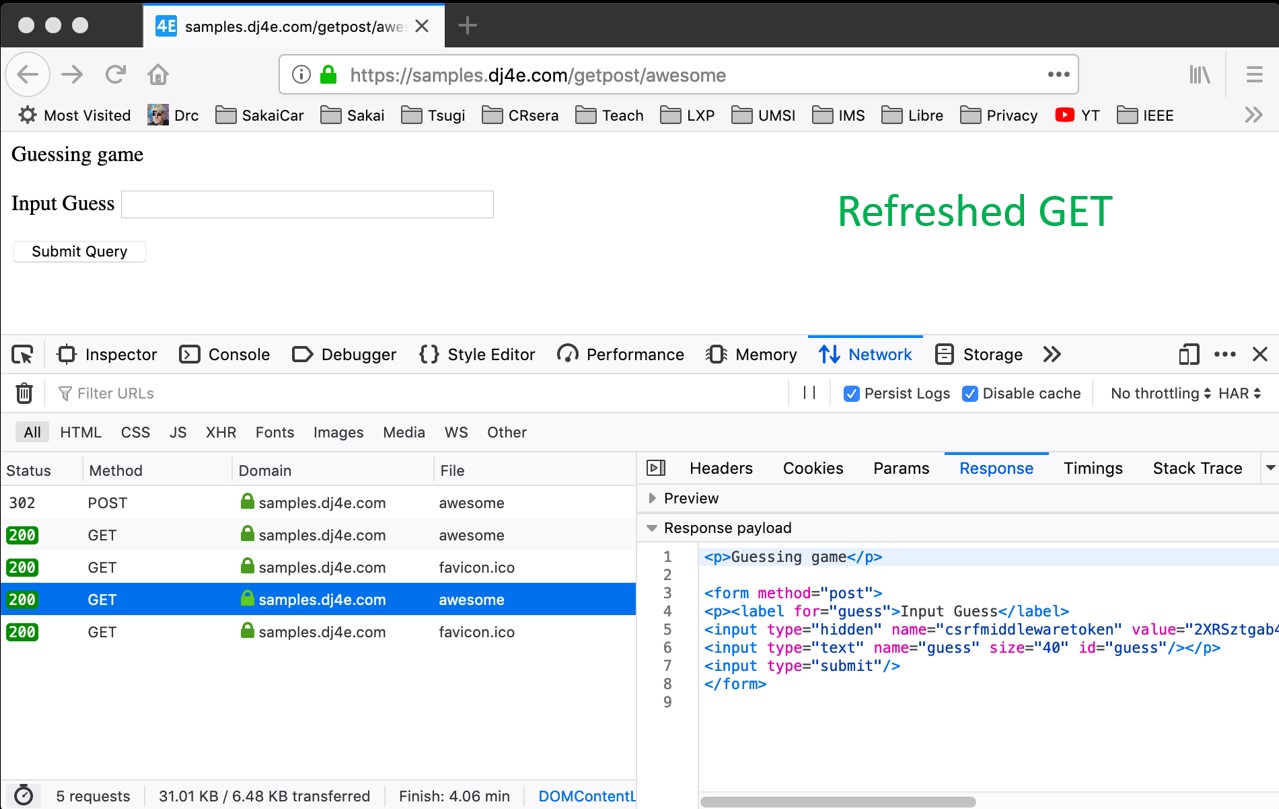 4E samples.dj4e.com/getpost/awe
https://samples.dj4e.com/getpost/awesome
Most Visited Drc SakaiCar Sakai Tsugi CRsera Teach LXP UMSI IMS Libre Privacy YT IEEE
Guessing game
Input Guess
Refreshed GET
Submit Query
Inspector Console Debugger Style Editor Performance Memory Network Storage
Filter URLs Persist Logs Disable cache No throttling HAR
All HTML CSS JS XHR Fonts Images Media WS Other
Status Method Domain File
302 POST samples.dj4e.com awesome
200 GET samples.dj4e.com awesome
200 GET samples.dj4e.com favicon.ico
200 GET samples.dj4e.com awesome
200 GET samples.dj4e.com favicon.ico
5 requests 31.01 KB / 6.48 KB transferred Finish: 4.06 min DOMContentL
Headers Cookies Params Response Timings Stack Trace
Preview
Response payload
1 <p>Guessing game</p>
2
3 <form method="post">
4 <p><label for="guess">Input Guess</label>
5 <input type="hidden" name="csrfmiddlewaretoken" value="2XRSztgab4
6 <input type="text" name="guess" size="40" id="guess"/></p>
7 <input type="submit"/>
8 </form>
9